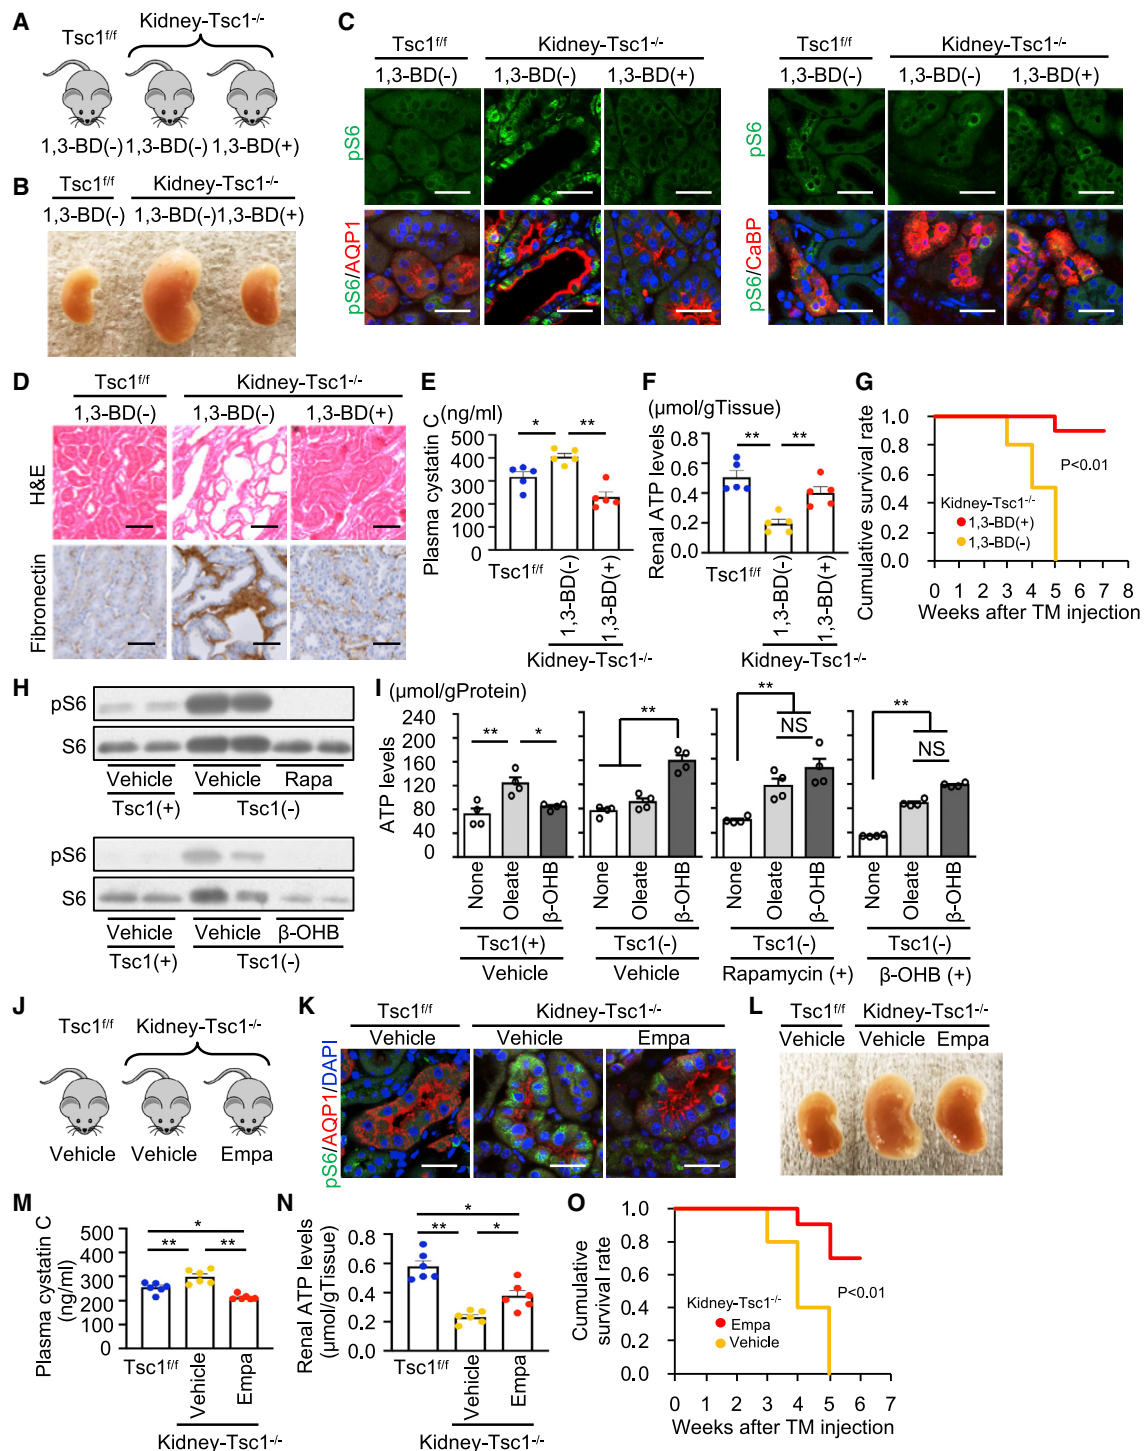 A
Tsc1f/f
Kidney-Tsc1-/-
1,3-BD(-) 1,3-BD(-) 1,3-BD(+)
B
Tsc1f/f
Kidney-Tsc1-/-
1,3-BD(-) 1,3-BD(-) 1,3-BD(+)
C
Tsc1f/f
Kidney-Tsc1-/-
1,3-BD(-) 1,3-BD(-) 1,3-BD(+)
pS6
pS6/AQP1
Tsc1f/f
Kidney-Tsc1-/-
1,3-BD(-) 1,3-BD(-) 1,3-BD(+)
pS6
pS6/CaBP
D
Tsc1f/f
Kidney-Tsc1-/-
1,3-BD(-) 1,3-BD(-) 1,3-BD(+)
H&E
Fibronectin
E
(ng/ml)
Plasma cystatin C
500
400
300
200
100
0
* **
Tsc1f/f
1,3-BD(-)
1,3-BD(+)
Kidney-Tsc1-/-
F
(μmol/gTissue)
Renal ATP levels
0.8
0.6
0.4
0.2
0.0
** **
Tsc1f/f
1,3-BD(-)
1,3-BD(+)
Kidney-Tsc1-/-
G
Cumulative survival rate
1.0
0.8
0.6
0.4
0.2
0.0
P<0.01
Kidney-Tsc1-/-
1,3-BD(+)
1,3-BD(-)
0 1 2 3 4 5 6 7 8
Weeks after TM injection
H
pS6
S6
Vehicle Vehicle Rapa
Tsc1(+) Tsc1(-)
pS6
S6
Vehicle Vehicle β-OHB
Tsc1(+) Tsc1(-)
I
(μmol/gProtein)
ATP levels
240
200
160
120
80
40
0
** *
None
Oleate
β-OHB
Tsc1(+)
Vehicle
**
None
Oleate
β-OHB
Tsc1(-)
Vehicle
**
NS
None
Oleate
β-OHB
Tsc1(-)
Rapamycin (+)
**
NS
None
Oleate
β-OHB
Tsc1(-)
β-OHB (+)
J
Tsc1f/f
Kidney-Tsc1-/-
Vehicle Vehicle Empa
K
Tsc1f/f
Kidney-Tsc1-/-
Vehicle Vehicle Empa
pS6/AQP1/DAPI
L
Tsc1f/f
Kidney-Tsc1-/-
Vehicle Vehicle Empa
M
Plasma cystatin C
(ng/ml)
500
400
300
200
100
0
*
** **
Tsc1f/f
Vehicle
Empa
Kidney-Tsc1-/-
N
Renal ATP levels
(μmol/gTissue)
0.8
0.6
0.4
0.2
0
*
** *
Tsc1f/f
Vehicle
Empa
Kidney-Tsc1-/-
O
Cumulative
survival rate
1.0
0.8
0.6
0.4
0.2
0.0
P<0.01
Kidney-Tsc1-/-
Empa
Vehicle
0 1 2 3 4 5 6 7
Weeks after TM injection